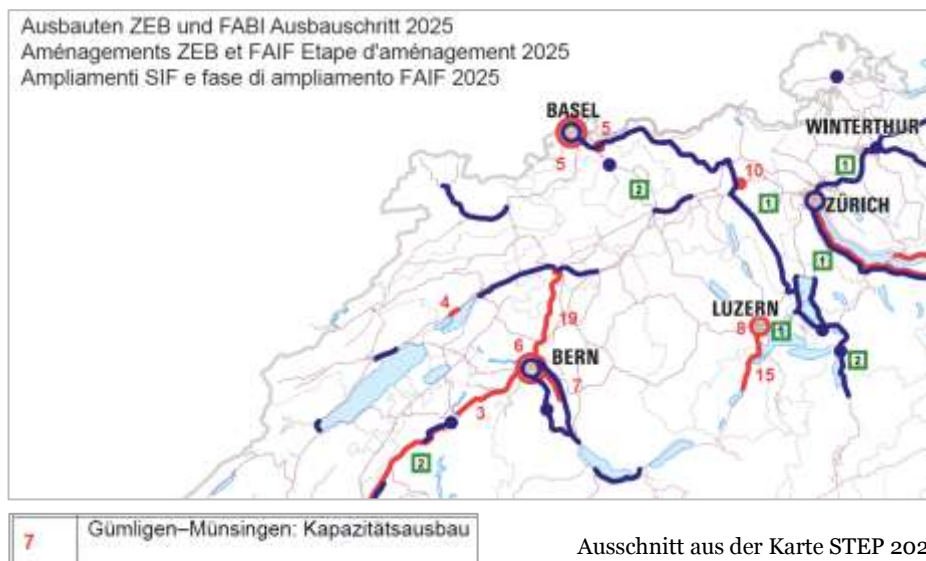 Ausbauten ZEB und FABI Ausbauschritt 2025
Aménagements ZEB et FAIF Etape d'aménagement 2025
Ampliamenti SIF e fase di ampliamento FAIF 2025
BASEL
5
5
WINTERTHUR
1
2
10
1
ZÜRICH
1
4
19
LUZERN
8
1
6
BERN
2
7
15
3
2
7 Gümligen–Münsingen: Kapazitätsausbau
Ausschnitt aus der Karte STEP 202